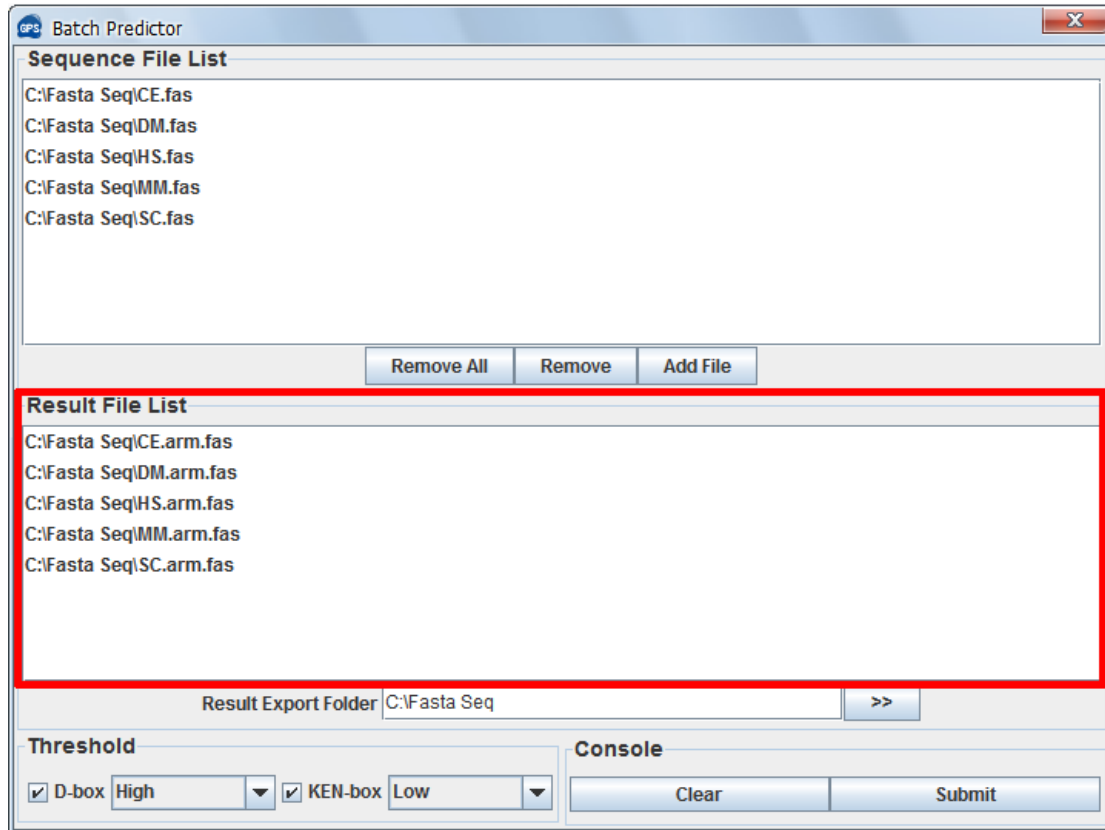 GPS Batch Predictor X
Sequence File List
C:\Fasta Seq\CE.fas
C:\Fasta Seq\DM.fas
C:\Fasta Seq\HS.fas
C:\Fasta Seq\MM.fas
C:\Fasta Seq\SC.fas
Remove All Remove Add File
Result File List
C:\Fasta Seq\CE.arm.fas
C:\Fasta Seq\DM.arm.fas
C:\Fasta Seq\HS.arm.fas
C:\Fasta Seq\MM.arm.fas
C:\Fasta Seq\SC.arm.fas
Result Export Folder C:\Fasta Seq >>
Threshold Console
D-box High KEN-box Low Clear Submit